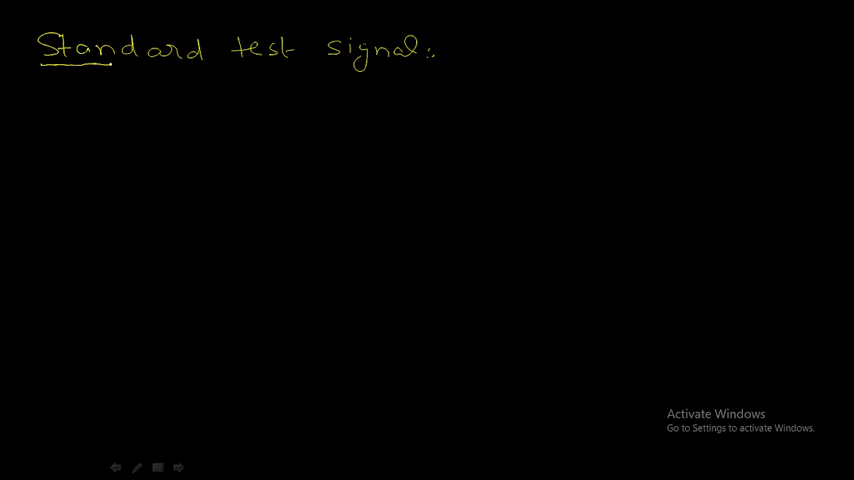 Standard test signal:
Activate Windows
Go to Settings to activate Windows.